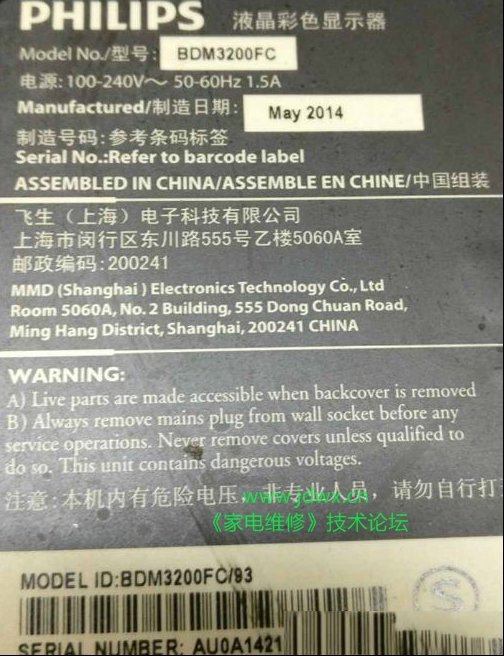 PHILIPS 液晶彩色显示器
Model No./型号: BDM3200FC
电源: 100-240V～ 50-60Hz 1.5A
Manufactured/制造日期: May 2014
制造号码:参考条码标签
Serial No.:Refer to barcode label
ASSEMBLED IN CHINA/ASSEMBLE EN CHINE/中国组装
飞生（上海）电子科技有限公司
上海市闵行区东川路555号乙楼5060A室
邮政编码:200241
MMD (Shanghai ) Electronics Technology Co., Ltd
Room 5060A, No. 2 Building, 555 Dong Chuan Road,
Ming Hang District, Shanghai, 200241 CHINA
WARNING:
A) Live parts are made accessible when backcover is removed
B) Always remove mains plug from wall socket before any
service operations. Never remove covers unless qualified to
do so. This unit contains dangerous voltages.
注意:本机内有危险电压,非专业人员,请勿自行打
www.jdwx.cn
《家电维修》技术论坛
MODEL ID:BDM3200FC/93
S
SERIAL NUMBER: AU0A1421